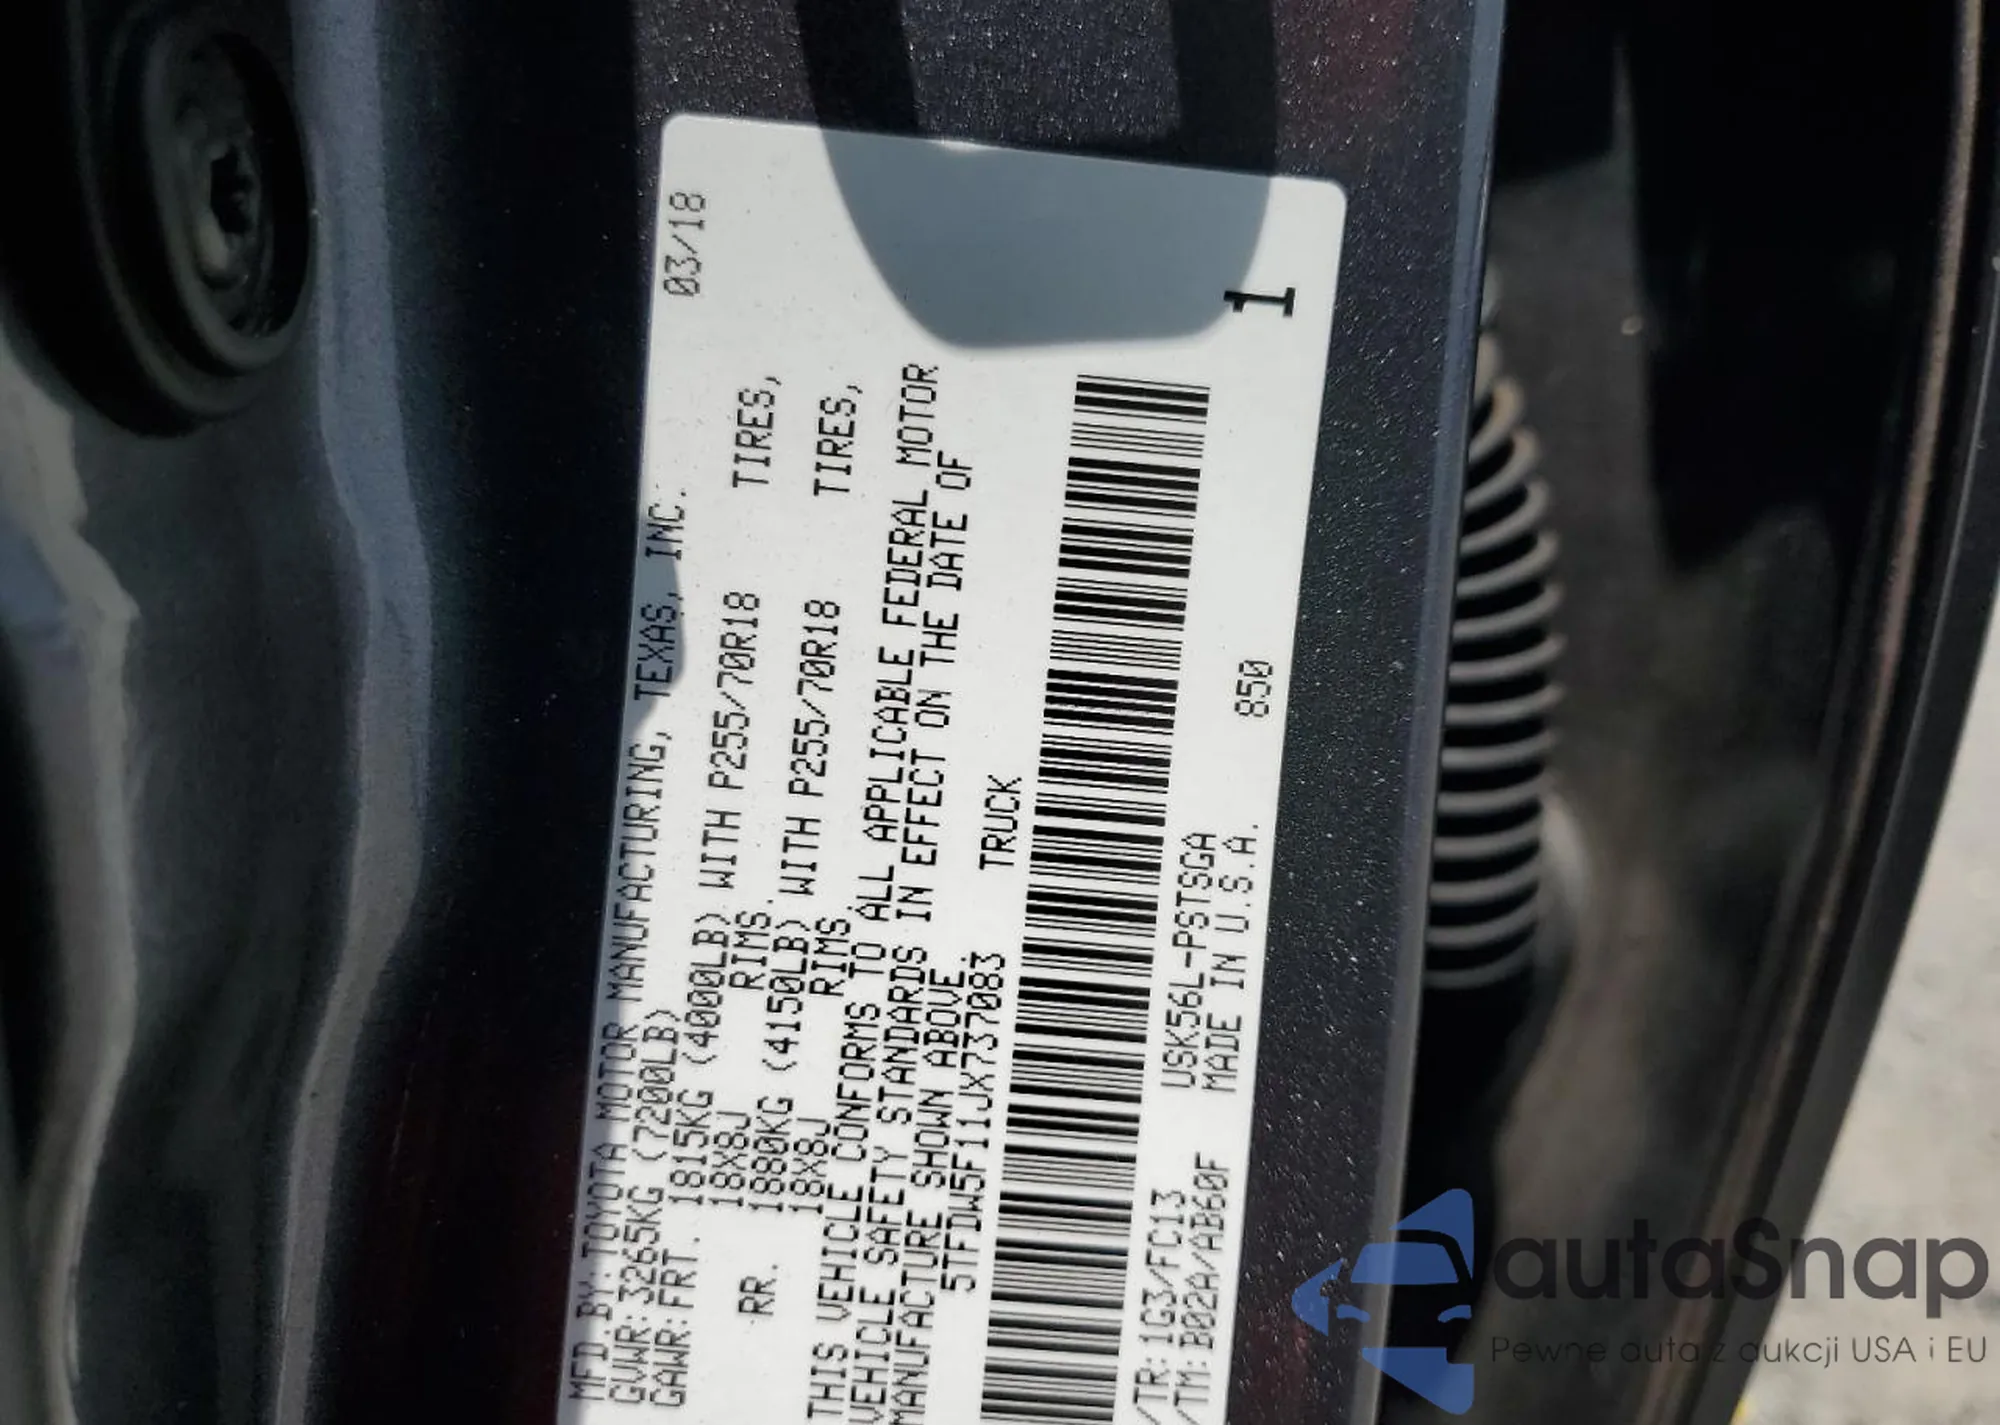 MFD.BY:TOYOTA MOTOR MANUFACTURING, TEXAS, INC. 03/18
GVWR:3265KG (7200LB)
GAWR:FRT. 1815KG (4000LB) WITH P255/70R18 TIRES,
18X8J RIMS.
RR. 1880KG (4150LB) WITH P255/70R18 TIRES,
18X8J RIMS.
THIS VEHICLE CONFORMS TO ALL APPLICABLE FEDERAL MOTOR
VEHICLE SAFETY STANDARDS IN EFFECT ON THE DATE OF
MANUFACTURE SHOWN ABOVE.
5TFDW5F11JX737083 TRUCK
/TR:1G3/FC13 USK56L-PSTSGA
/TM:B02A/AB60F MADE IN U.S.A. 850
1
autaSnap
Pewne auta z aukcji USA i EU